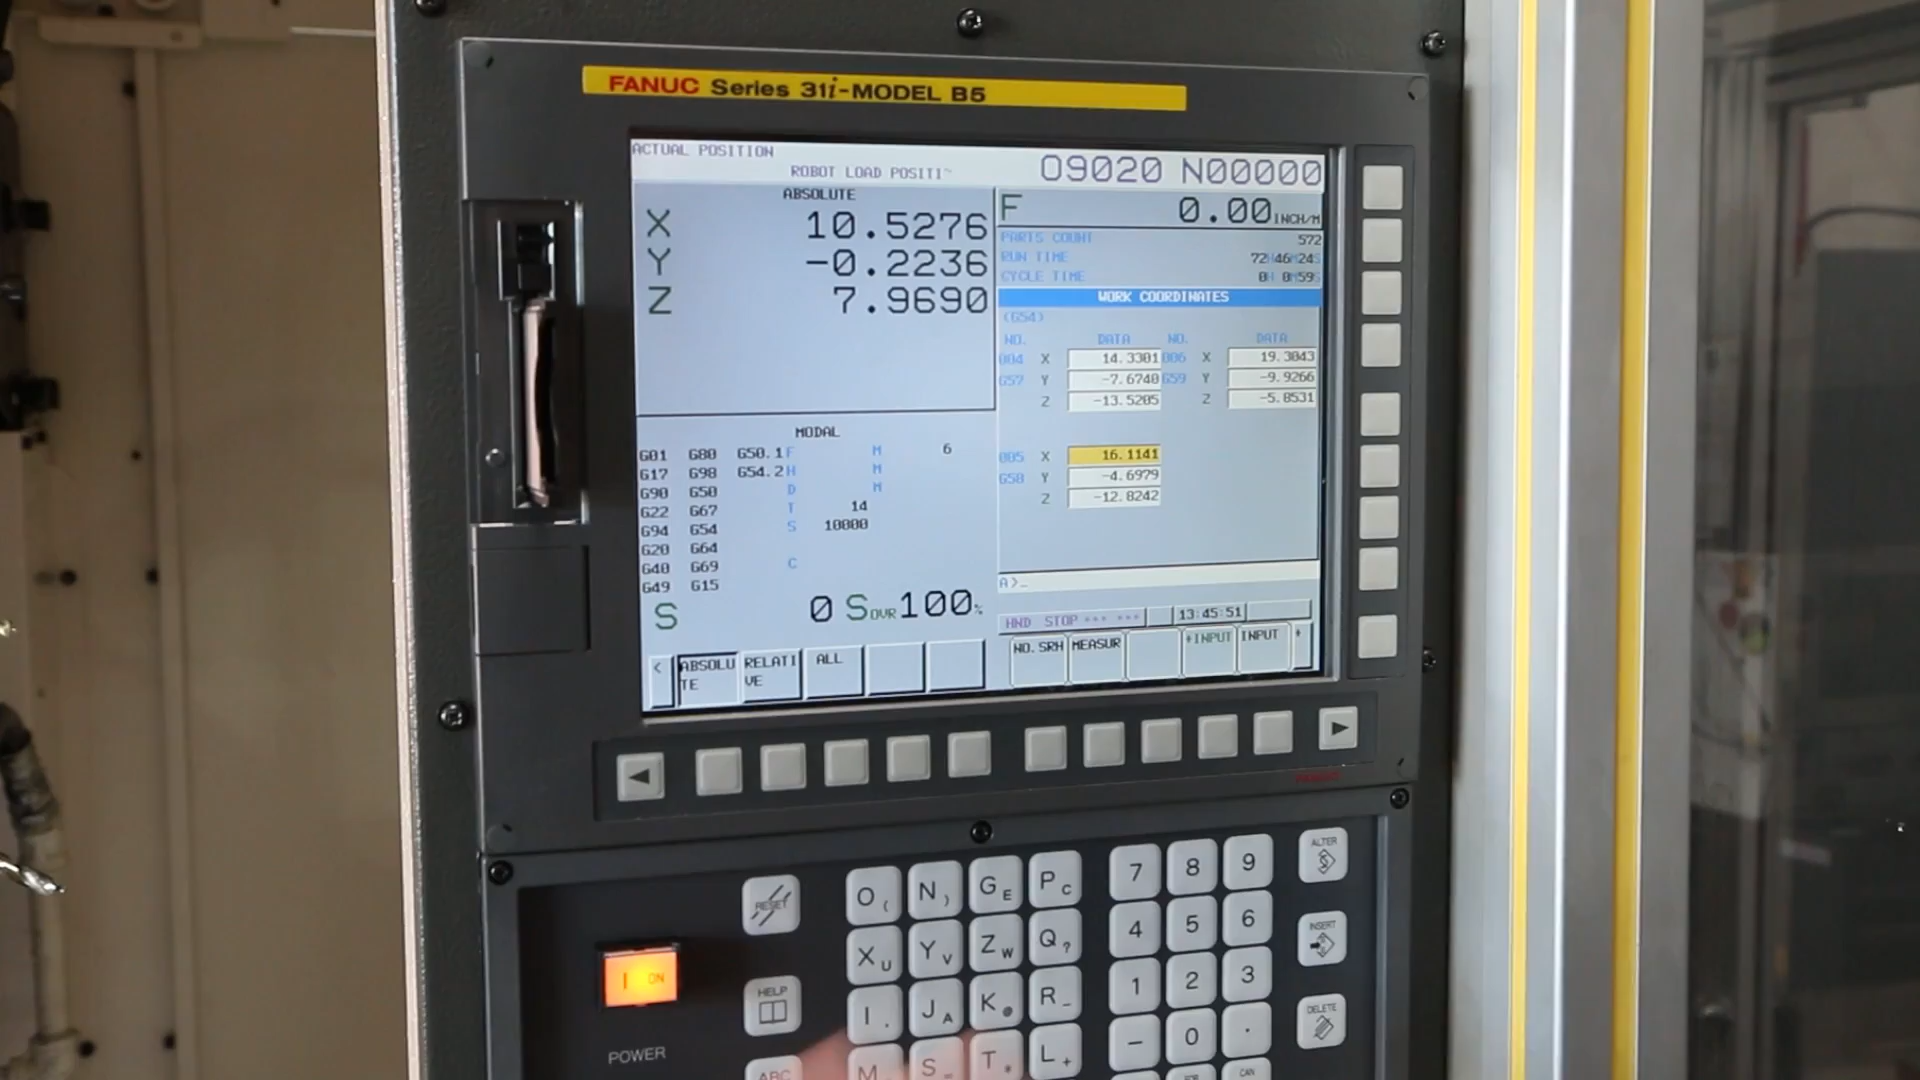 FANUC Series 31i-MODEL B5
ACTUAL POSITION
ROBOT LOAD POSITI~
O9020 N00000
ABSOLUTE
X 10.5276
Y -0.2236
Z 7.9690
F 0.00 INCH/M
PARTS COUNT 572
RUN TIME 72H46M24S
CYCLE TIME 0H 0M59S
WORK COORDINATES
(G54)
NO. DATA NO. DATA
004 X 14.3301 006 X 19.3043
G57 Y -7.6740 G59 Y -9.9266
Z -13.5205 Z -5.8531
005 X 16.1141
G58 Y -4.6979
Z -12.8242
MODAL
G01 G80 G50.1 F M 6
G17 G98 G54.2 H M
G90 G50 D M
G22 G67 T 14
G94 G54 S 10000
G20 G64
G40 G69 C
G49 G15
S 0 SOVR100%
A>_
HND STOP *** *** 13:45:51
< ABSOLUTE RELATIVE ALL
NO.SRH MEASUR +INPUT INPUT +
FANUC
RESET O ( N ) G E P C 7 8 9 ALTER
X U Y V Z W Q ? 4 5 6 INSERT
I ON
HELP I , J A K R _ 1 2 3 DELETE
POWER
ABC M S = T * L + - 0 .
CAN